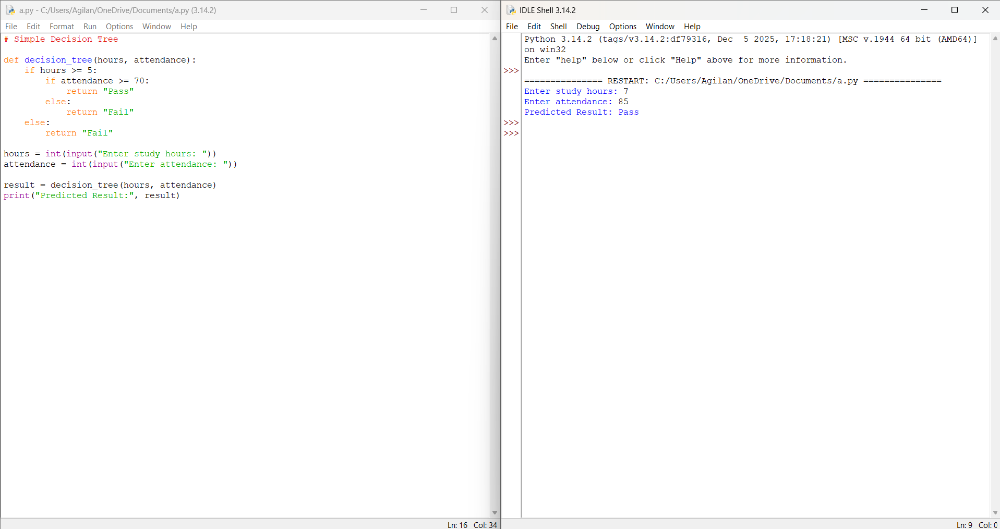 a.py - C:/Users/Agilan/OneDrive/Documents/a.py (3.14.2)
File Edit Format Run Options Window Help
# Simple Decision Tree

def decision_tree(hours, attendance):
    if hours >= 5:
        if attendance >= 70:
            return "Pass"
        else:
            return "Fail"
    else:
        return "Fail"

hours = int(input("Enter study hours: "))
attendance = int(input("Enter attendance: "))

result = decision_tree(hours, attendance)
print("Predicted Result:", result)
Ln: 16 Col: 34
IDLE Shell 3.14.2
File Edit Shell Debug Options Window Help
Python 3.14.2 (tags/v3.14.2:df79316, Dec  5 2025, 17:18:21) [MSC v.1944 64 bit (AMD64)]
on win32
Enter "help" below or click "Help" above for more information.
>>>
=============== RESTART: C:/Users/Agilan/OneDrive/Documents/a.py ===============
Enter study hours: 7
Enter attendance: 85
Predicted Result: Pass
>>>
>>>
Ln: 9 Col: 0